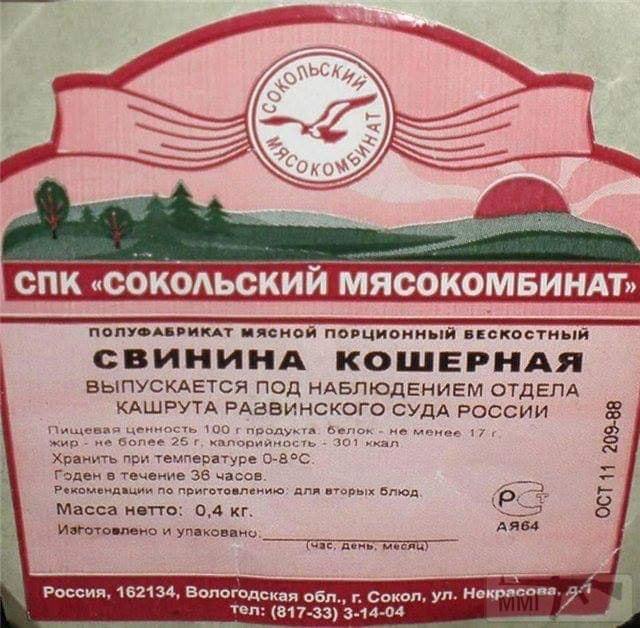 СОКОЛЬСКИЙ
МЯСОКОМБИНАТ
СПК «СОКОЛЬСКИЙ МЯСОКОМБИНАТ»
ПОЛУФАБРИКАТ МЯСНОЙ ПОРЦИОННЫЙ БЕСКОСТНЫЙ
СВИНИНА КОШЕРНАЯ
ВЫПУСКАЕТСЯ ПОД НАБЛЮДЕНИЕМ ОТДЕЛА
КАШРУТА РАВВИНСКОГО СУДА РОССИИ
Пищевая ценность 100 г продукта: белок - не менее 17 г,
жир - не более 25 г, калорийность - 301 ккал.
Хранить при температуре 0-8°С.
Годен в течение 36 часов.
Рекомендации по приготовлению: для вторых блюд.
Масса нетто: 0,4 кг.
Изготовлено и упаковано:
(час, день, месяц)
РСТ
АЯ64
ОСТ 11 209-88
Россия, 162134, Вологодская обл., г. Сокол, ул. Некрасова,
тел: (817-33) 3-14-04
MMI